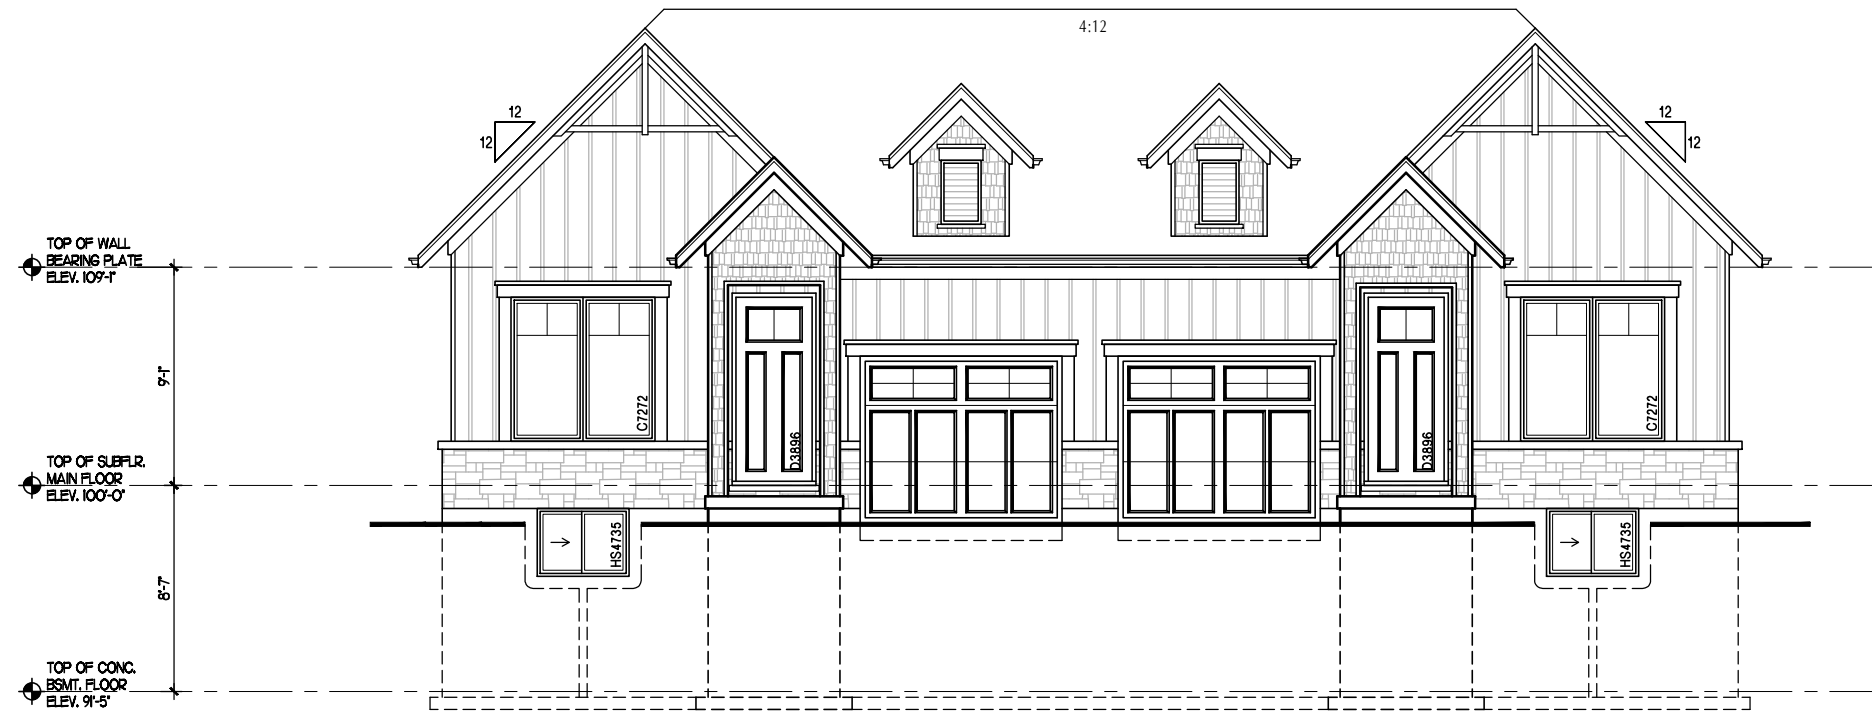 4:12
12
12
12
12
TOP OF WALL
BEARING PLATE
ELEV. 109'-1"
9'-1"
C7272
D3896
D3896
C7272
TOP OF SUBFLR.
MAIN FLOOR
ELEV. 100'-0"
HS4735
HS4735
8'-7"
TOP OF CONC.
BSMT. FLOOR
ELEV. 91'-5"